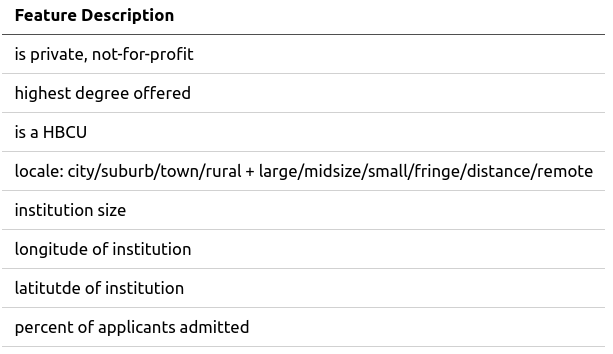 Feature Description
is private, not-for-profit
highest degree offered
is a HBCU
locale: city/suburb/town/rural + large/midsize/small/fringe/distance/remote
institution size
longitude of institution
latitutde of institution
percent of applicants admitted